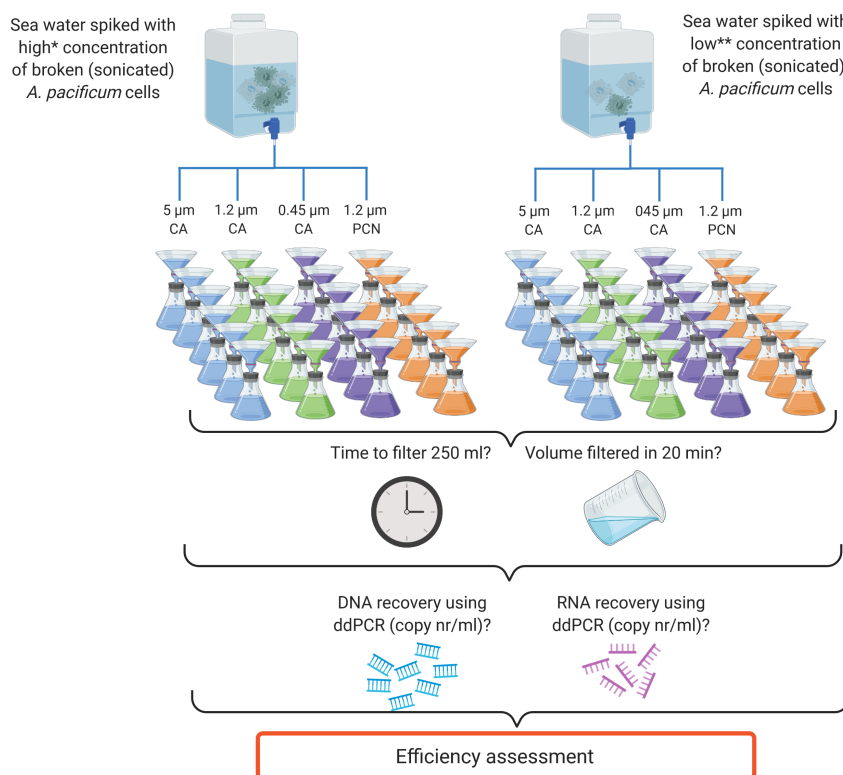 Sea water spiked with
high* concentration
of broken (sonicated)
A. pacificum cells
Sea water spiked with
low** concentration
of broken (sonicated)
A. pacificum cells
5 µm
CA
1.2 µm
CA
0.45 µm
CA
1.2 µm
PCN
5 µm
CA
1.2 µm
CA
045 µm
CA
1.2 µm
PCN
Time to filter 250 ml?
Volume filtered in 20 min?
DNA recovery using
ddPCR (copy nr/ml)?
RNA recovery using
ddPCR (copy nr/ml)?
Efficiency assessment